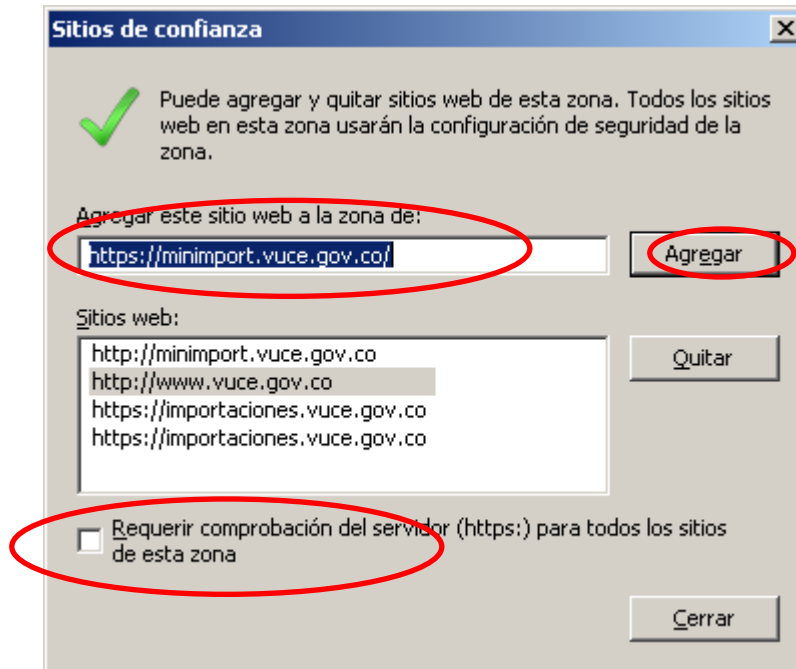 Sitios de confianza
Puede agregar y quitar sitios web de esta zona. Todos los sitios
web en esta zona usarán la configuración de seguridad de la
zona.
Agregar este sitio web a la zona de:
https://minimport.vuce.gov.co/
Agregar
Sitios web:
http://minimport.vuce.gov.co
http://www.vuce.gov.co
https://importaciones.vuce.gov.co
https://importaciones.vuce.gov.co
Quitar
Requerir comprobación del servidor (https:) para todos los sitios
de esta zona
Cerrar